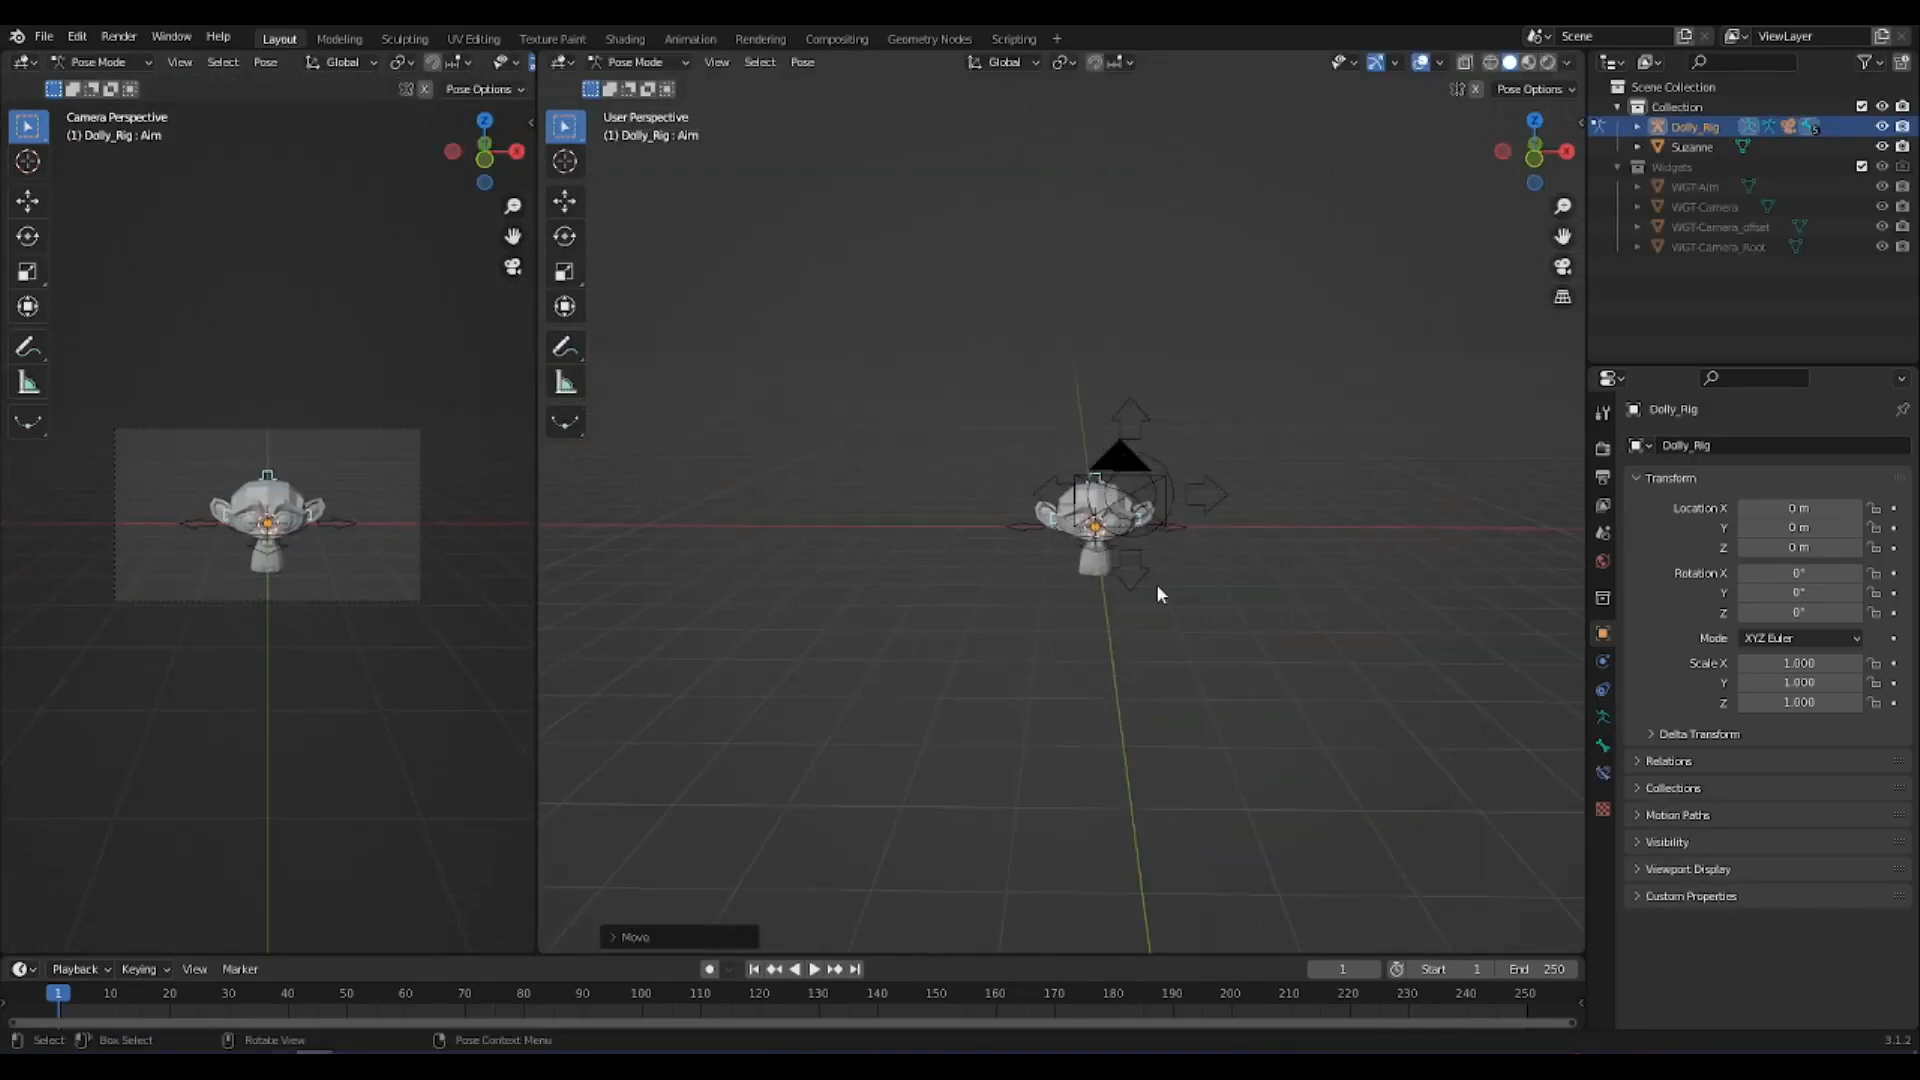 File Edit Render Window Help Layout Modeling Sculpting UV Editing Texture Paint Shading Animation Rendering Compositing Geometry Nodes Scripting + Scene ViewLayer
Pose Mode View Select Pose Global Pose Mode View Select Pose Global
X Pose Options X Pose Options
Camera Perspective
(1) Dolly_Rig : Aim
User Perspective
(1) Dolly_Rig : Aim
Z
X
Z
Y
X
Move
Scene Collection
Collection
Dolly_Rig 5
Suzanne
Widgets
WGT-Aim
WGT-Camera
WGT-Camera_offset
WGT-Camera_Root
Dolly_Rig
Dolly_Rig
Transform
Location X 0 m
Y 0 m
Z 0 m
Rotation X 0°
Y 0°
Z 0°
Mode XYZ Euler
Scale X 1.000
Y 1.000
Z 1.000
Delta Transform
Relations
Collections
Motion Paths
Visibility
Viewport Display
Custom Properties
Playback Keying View Marker 1 Start 1 End 250
1 10 20 30 40 50 60 70 80 90 100 110 120 130 140 150 160 170 180 190 200 210 220 230 240 250
Select Box Select Rotate View Pose Context Menu 3.1.2